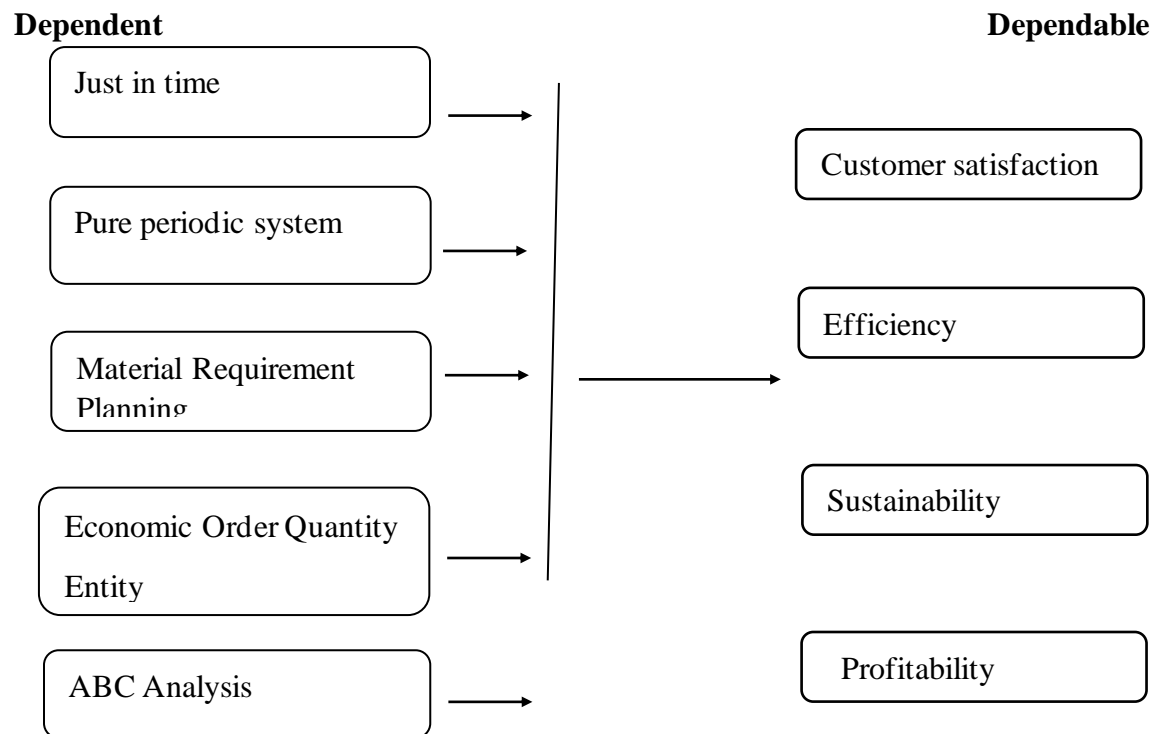 Dependent
Dependable
Just in time
Customer satisfaction
Pure periodic system
Efficiency
Material Requirement
Planning
Sustainability
Economic Order Quantity
Entity
Profitability
ABC Analysis